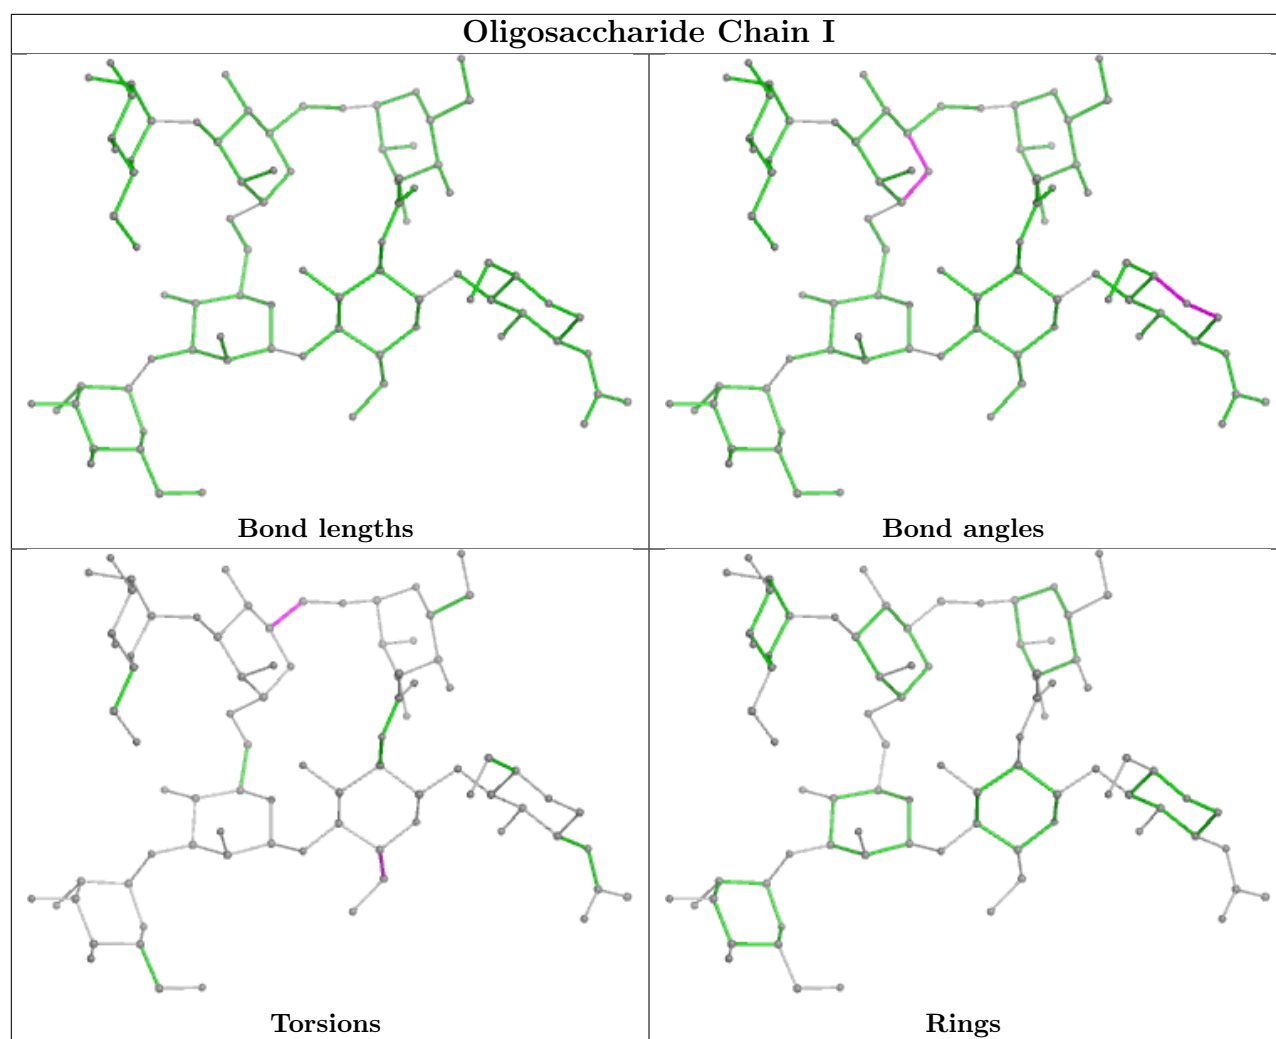 Oligosaccharide Chain I
Bond lengths
Bond angles
Torsions
Rings